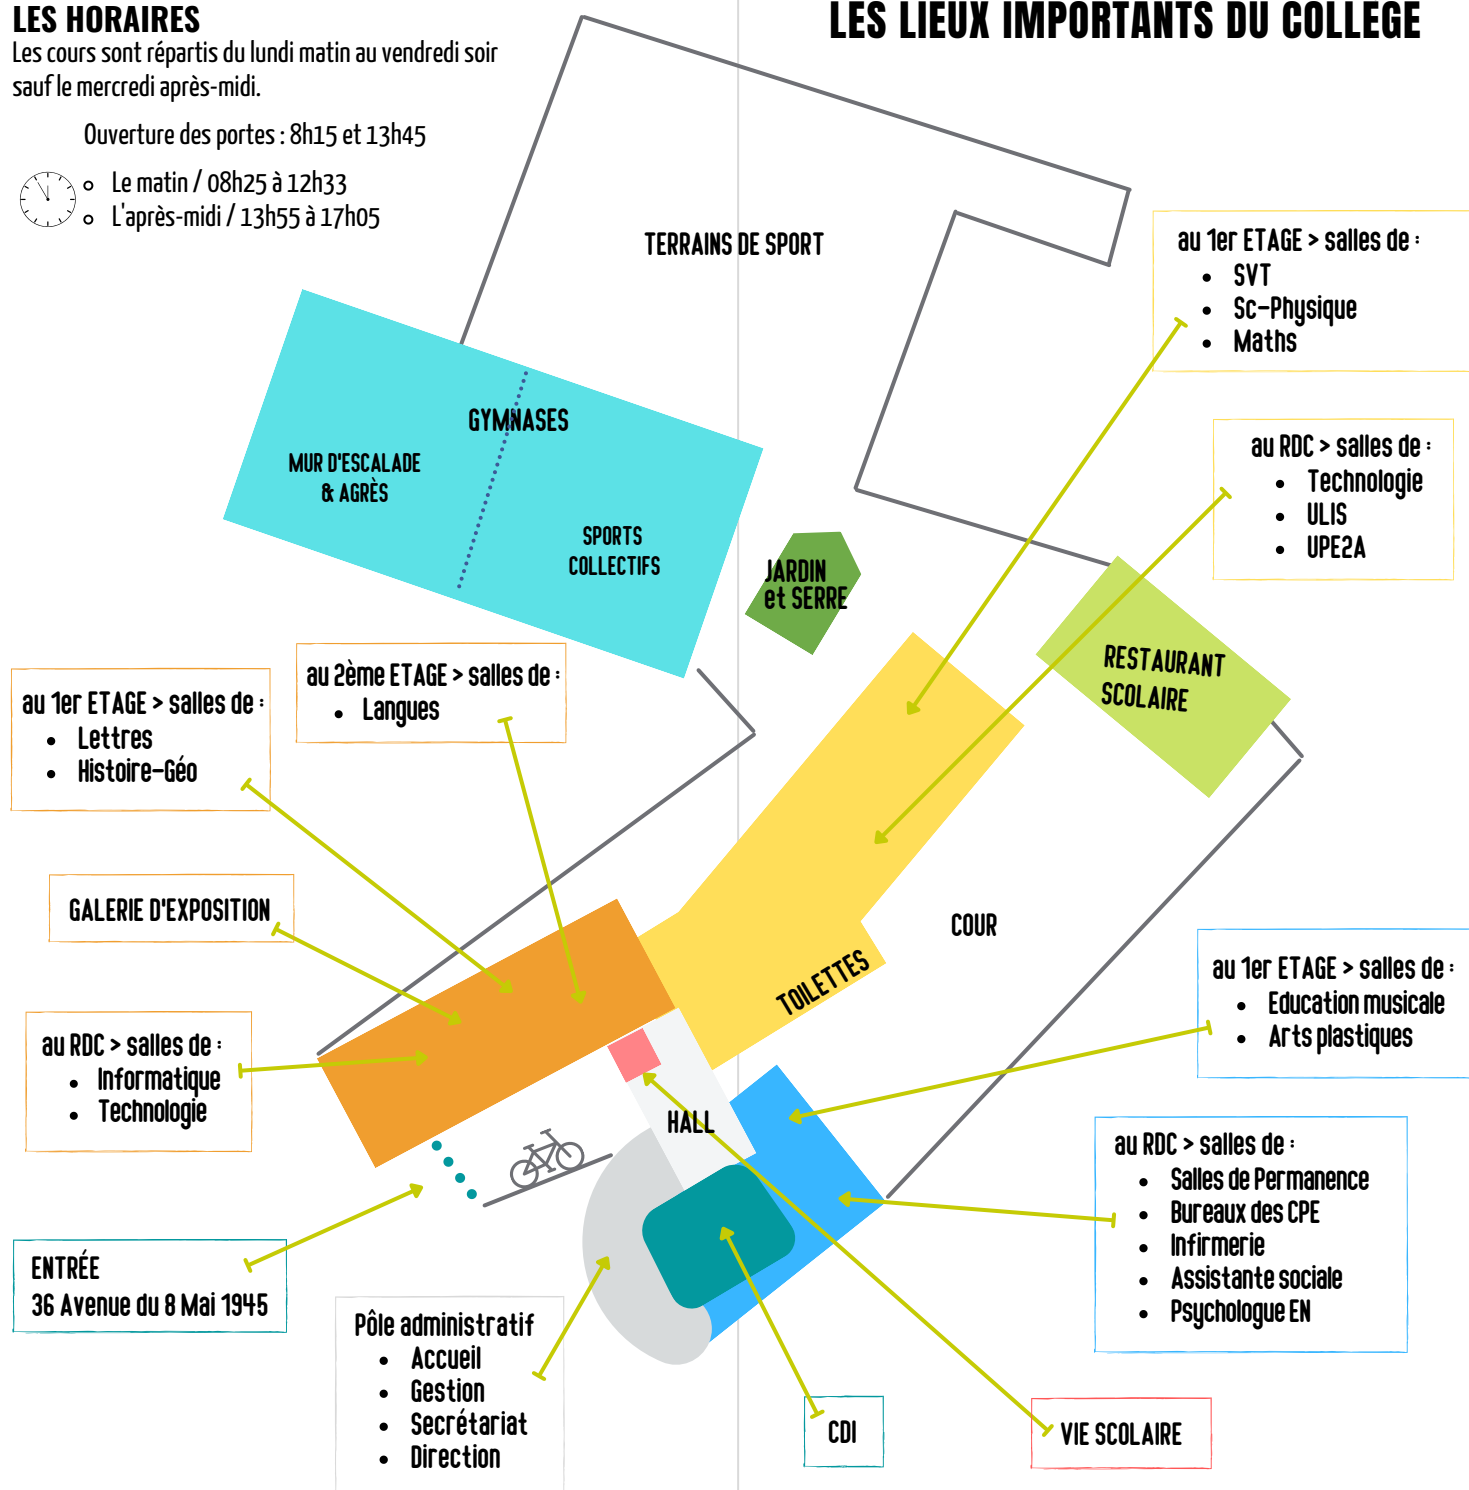 LES HORAIRES
Les cours sont répartis du lundi matin au vendredi soir
sauf le mercredi après-midi.
Ouverture des portes : 8h15 et 13h45
Le matin / 08h25 à 12h33
L'après-midi / 13h55 à 17h05
LES LIEUX IMPORTANTS DU COLLEGE
TERRAINS DE SPORT
au 1er ETAGE > salles de :
• SVT
• Sc-Physique
• Maths
GYMNASES
MUR D'ESCALADE
& AGRÈS
SPORTS
COLLECTIFS
au RDC > salles de :
• Technologie
• ULIS
• UPE2A
JARDIN
et SERRE
RESTAURANT
SCOLAIRE
au 1er ETAGE > salles de :
• Lettres
• Histoire-Géo
au 2ème ETAGE > salles de :
• Langues
GALERIE D'EXPOSITION
COUR
TOILETTES
au RDC > salles de :
• Informatique
• Technologie
HALL
au 1er ETAGE > salles de :
• Education musicale
• Arts plastiques
au RDC > salles de :
• Salles de Permanence
• Bureaux des CPE
• Infirmerie
• Assistante sociale
• Psychologue EN
ENTRÉE
36 Avenue du 8 Mai 1945
Pôle administratif
• Accueil
• Gestion
• Secrétariat
• Direction
CDI
VIE SCOLAIRE